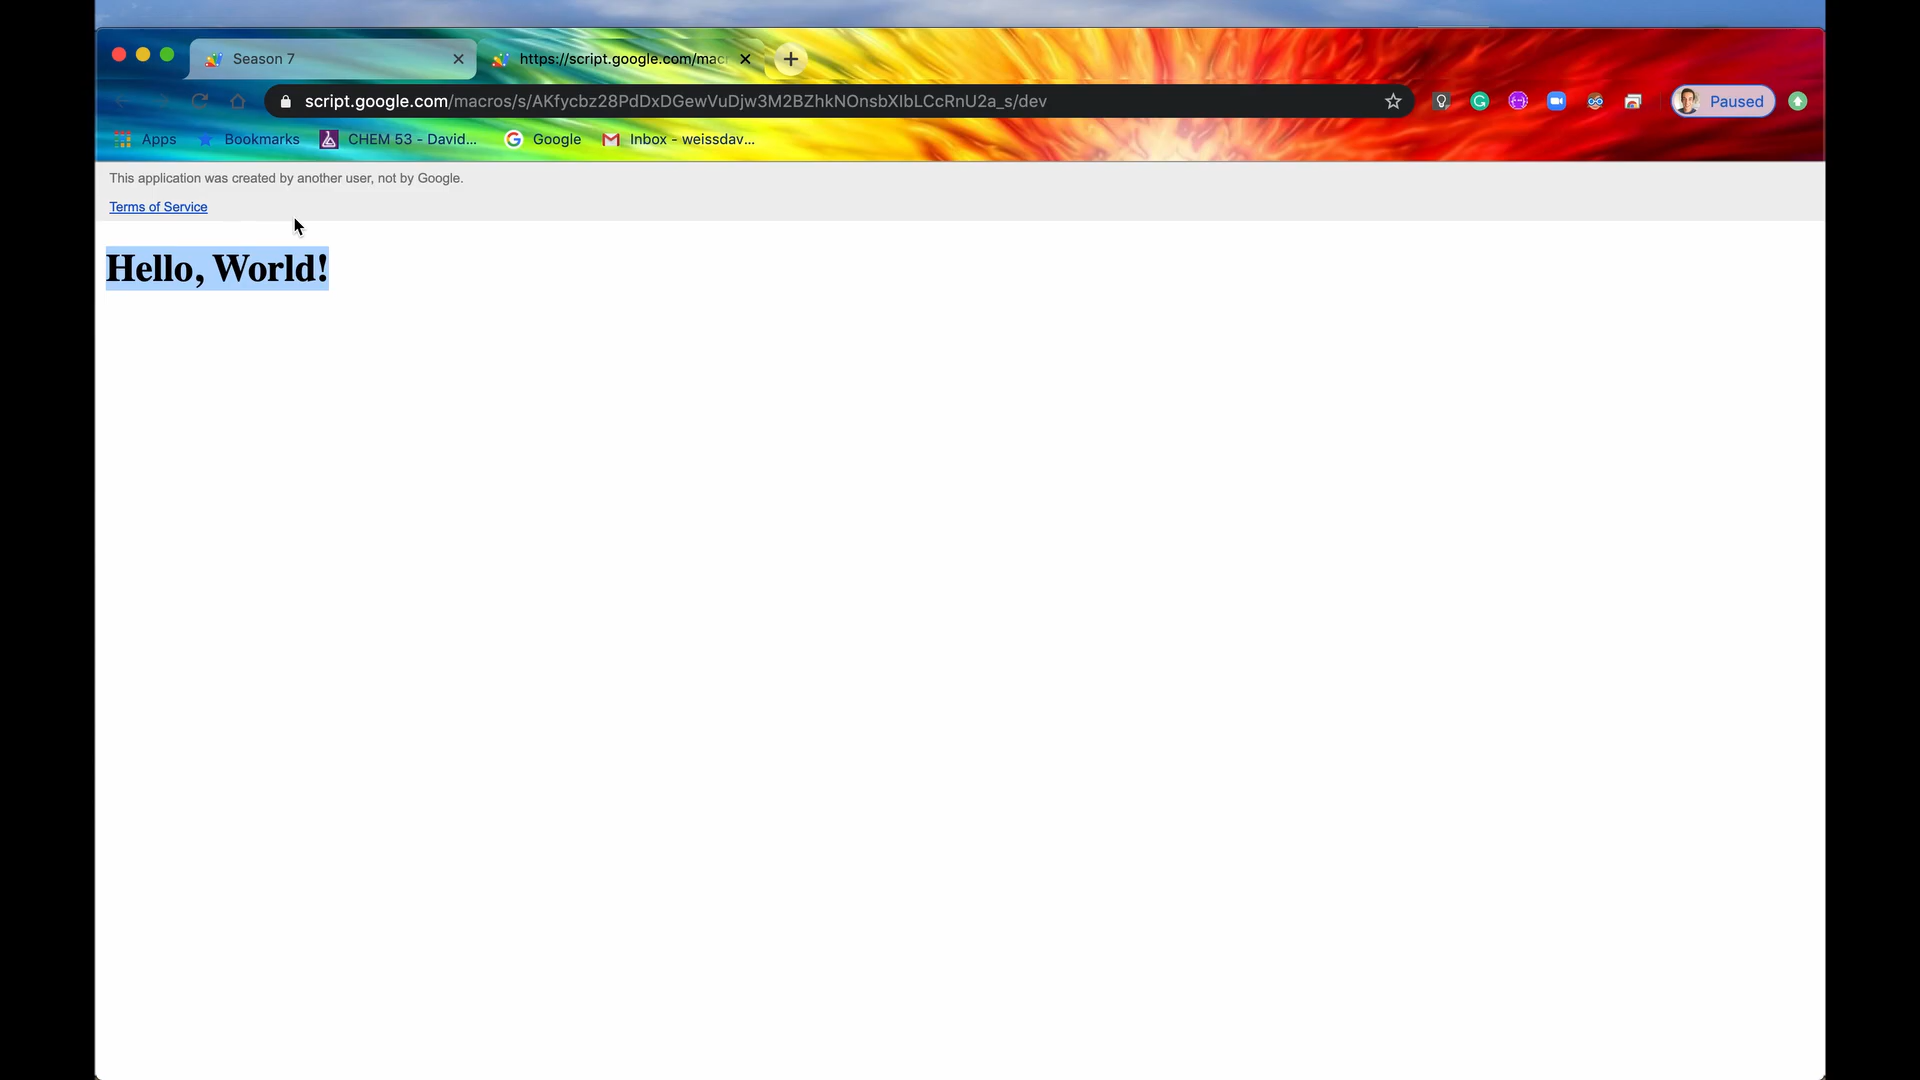 Season 7
https://script.google.com/mac
script.google.com/macros/s/AKfycbz28PdDxDGewVuDjw3M2BZhkNOnsbXIbLCcRnU2a_s/dev
Paused
Apps
Bookmarks
CHEM 53 - David...
Google
Inbox - weissdav...
This application was created by another user, not by Google.
Terms of Service
Hello, World!